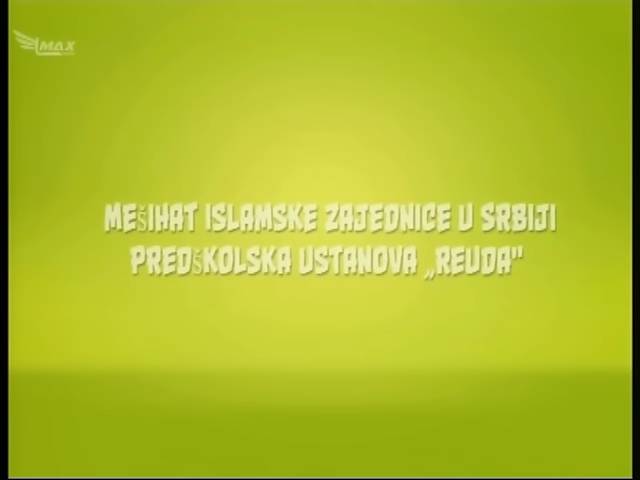 MAX
MEšIHAT ISLAMSKE ZAJEDNICE U SRBIJI
PREDšKOLSKA USTANOVA „REUDA“